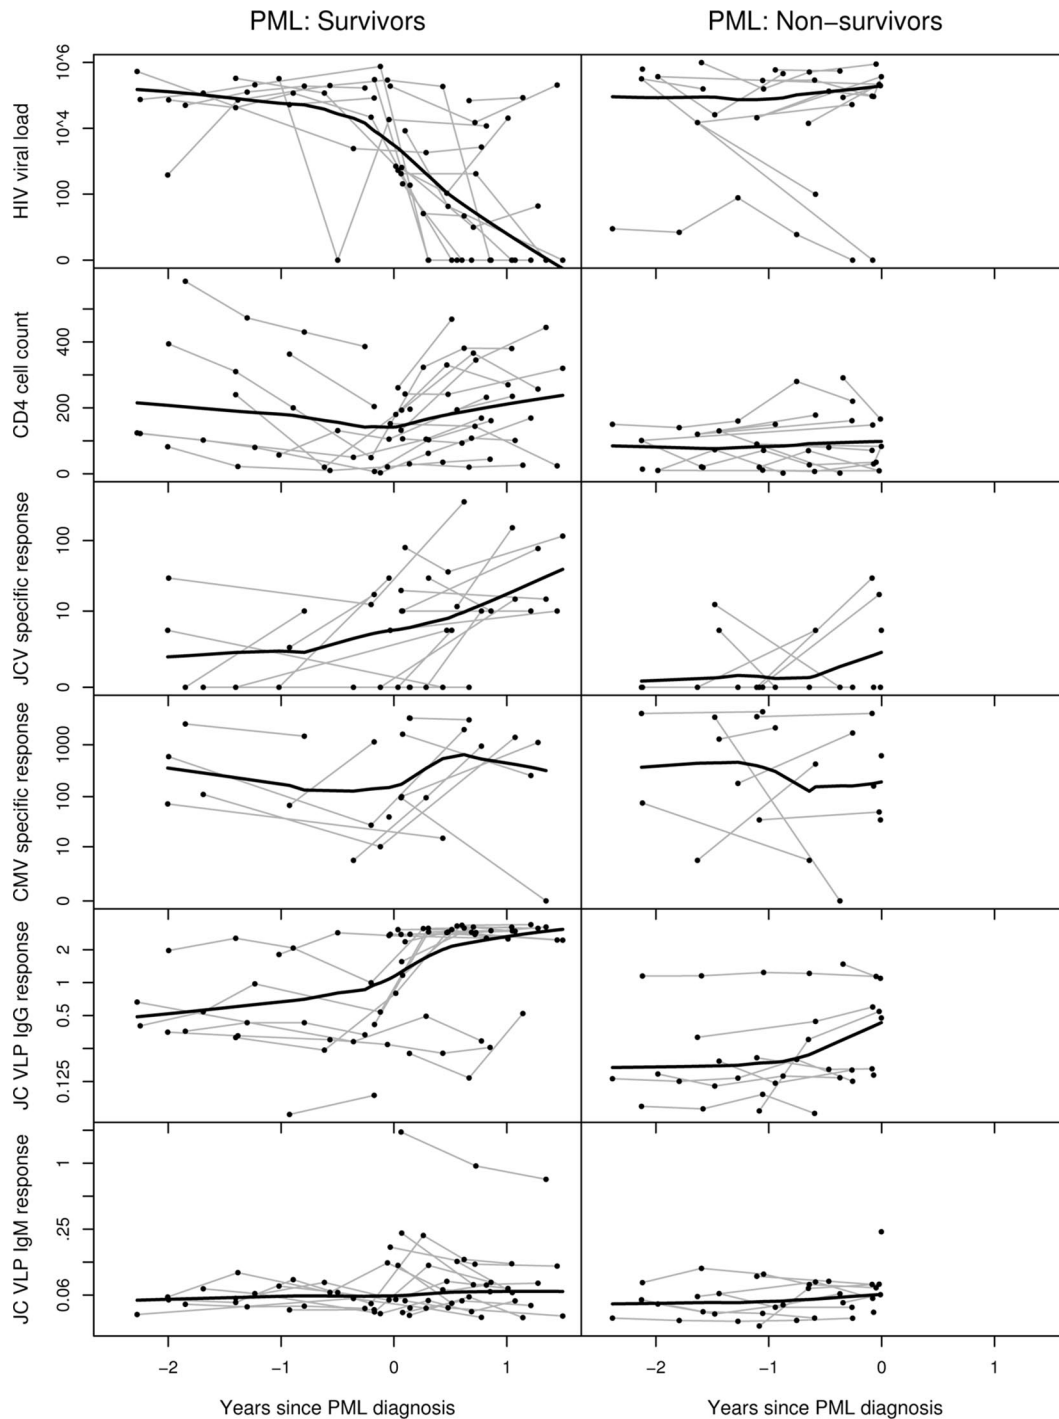 PML: Survivors
PML: Non−survivors
HIV viral load
10^6
10^4
100
0
CD4 cell count
400
200
0
JCV specific response
100
10
0
CMV specific response
1000
100
10
0
JC VLP IgG response
2
1
0.5
0.125
JC VLP IgM response
1
.25
0.06
−2
−1
0
1
−2
−1
0
1
Years since PML diagnosis
Years since PML diagnosis